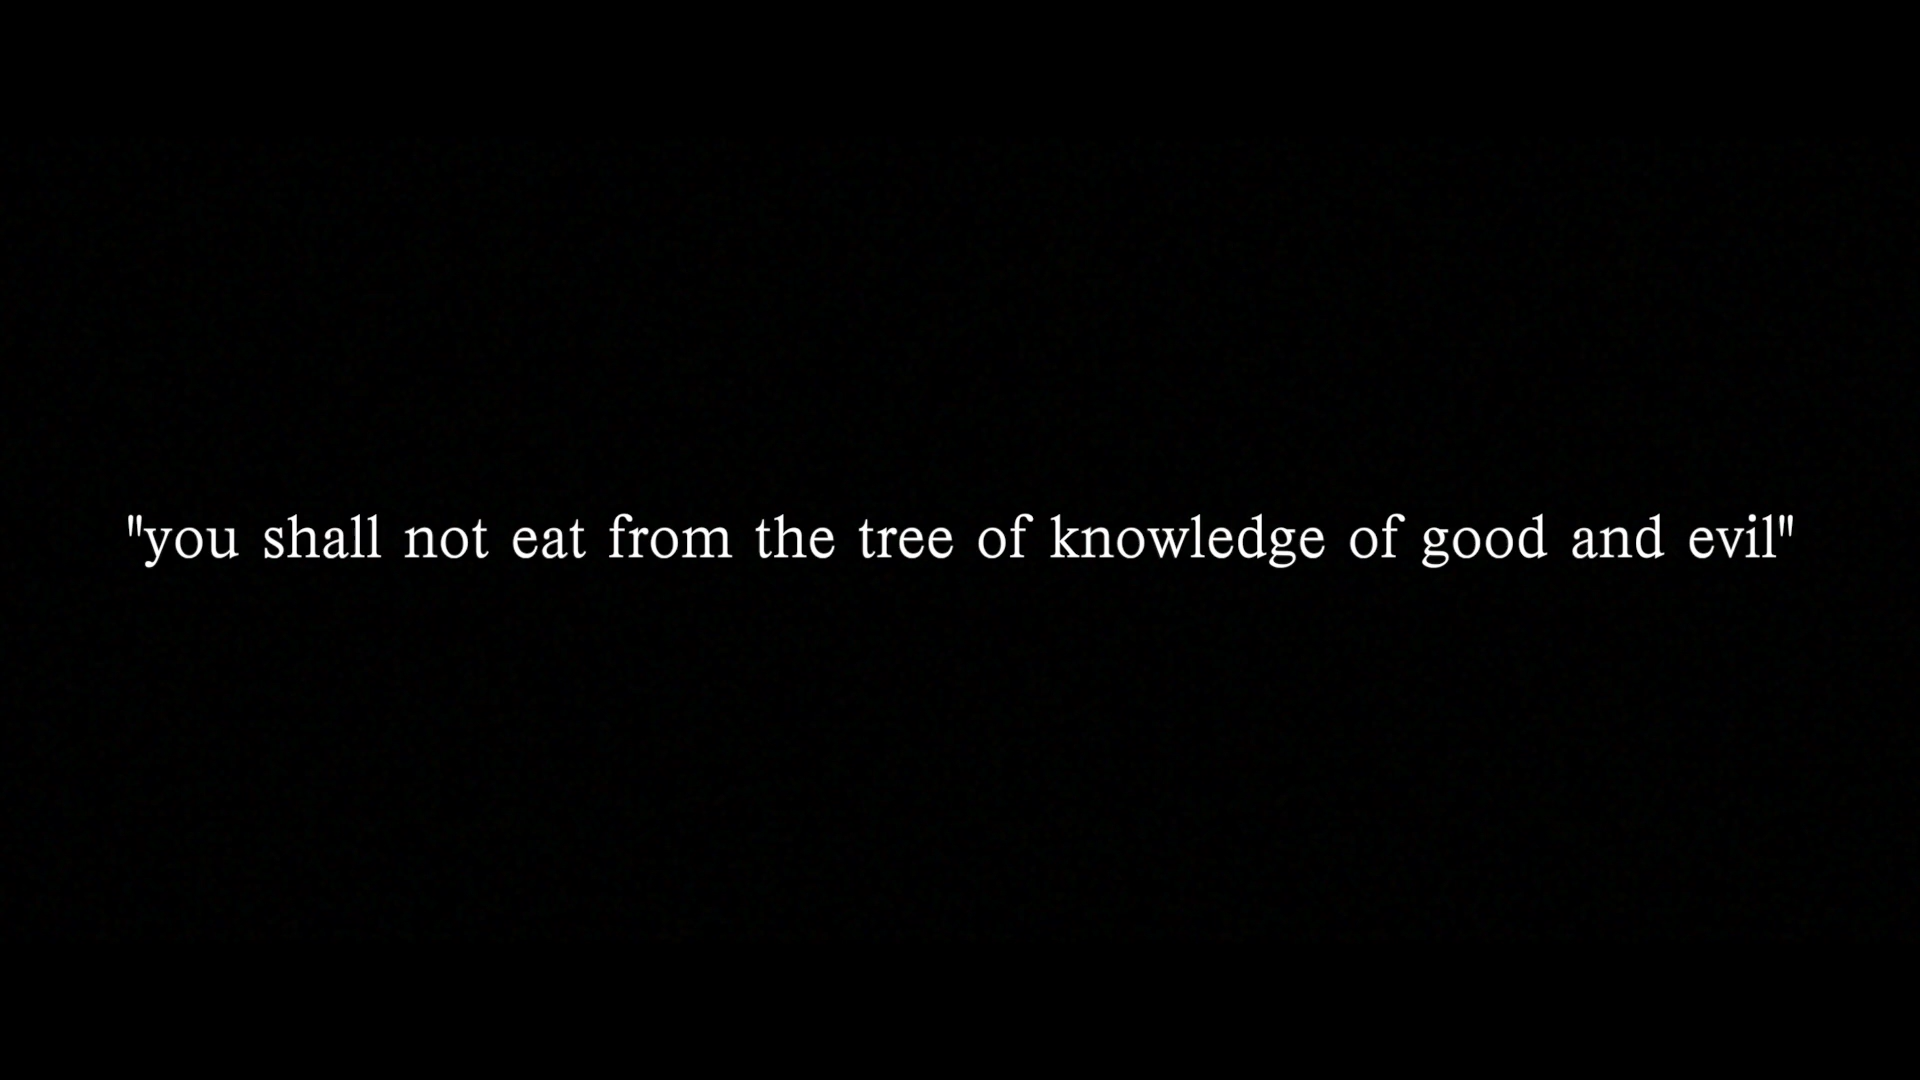 "you shall not eat from the tree of knowledge of good and evil"